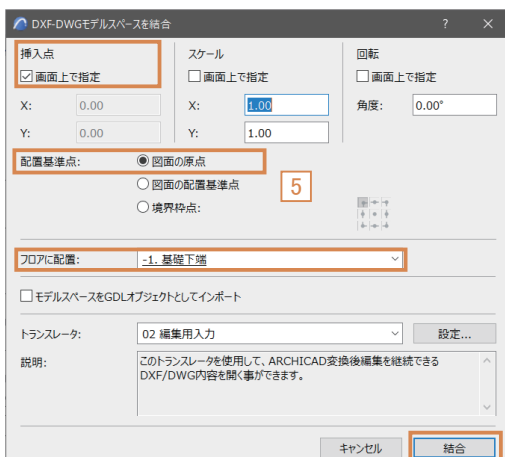 DXF-DWGモデルスペースを結合 ? ×
挿入点 スケール 回転
画面上で指定 画面上で指定 画面上で指定
X: 0.00 X: 1.00 角度: 0.00°
Y: 0.00 Y: 1.00
配置基準点: 図面の原点
図面の配置基準点
5
境界枠点:
フロアに配置: -1. 基礎下端
モデルスペースをGDLオブジェクトとしてインポート
トランスレータ: 02 編集用入力 設定...
説明: このトランスレータを使用して、ARCHICAD変換後編集を継続できる
DXF/DWG内容を開く事ができます。
キャンセル 結合